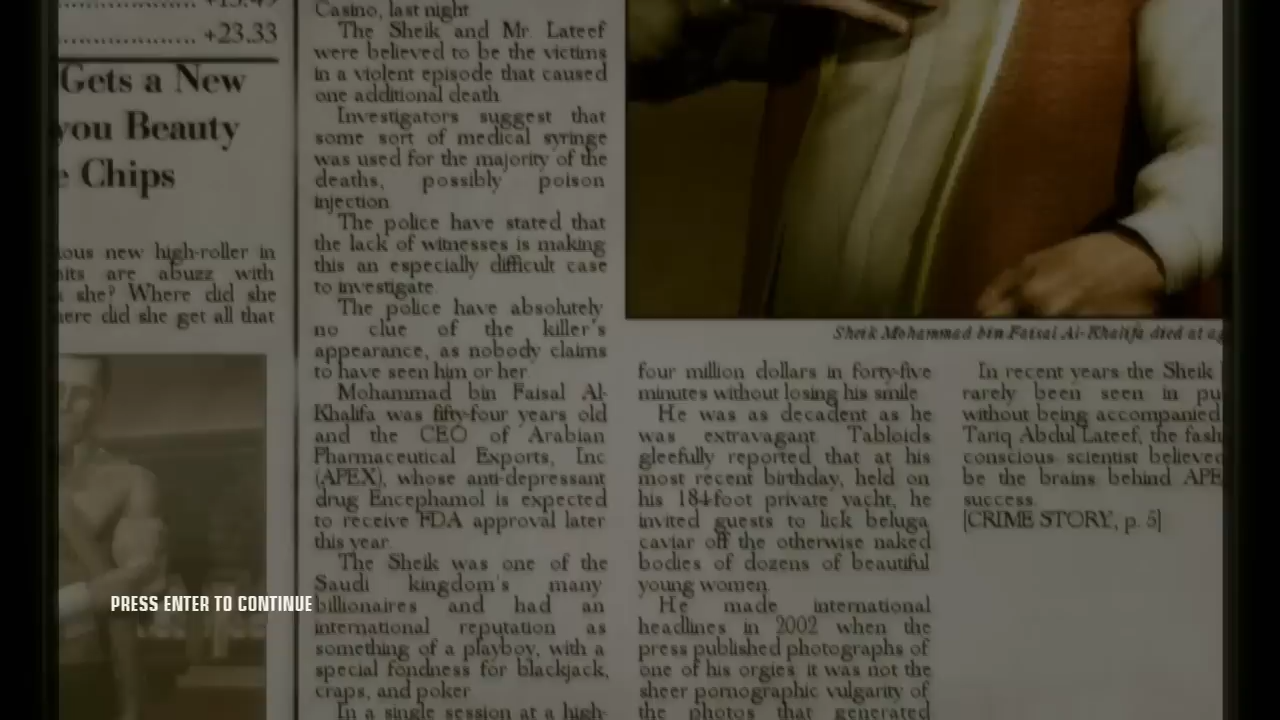 +23.33
Gets a New
you Beauty
Chips
new high-roller in
are abuzz with
she? Where did she
did she get all that
Casino, last night
The Sheik and Mr. Lateef
were believed to be the victims
in a violent episode that caused
one additional death
Investigators suggest that
some sort of medical syringe
was used for the majority of the
deaths, possibly poison
injection
The police have stated that
the lack of witnesses is making
this an especially difficult case
to investigate
The police have absolutely
no clue of the killer's
appearance, as nobody claims
to have seen him or her
Mohammad bin Faisal Al-
Khalifa was fifty-four years old
and the CEO of Arabian
Pharmaceutical Exports, Inc
(APEX), whose anti-depressant
drug Encephamol is expected
to receive FDA approval later
this year
The Sheik was one of the
Saudi kingdom's many
billionaires and had an
international reputation as
something of a playboy, with a
special fondness for blackjack,
craps, and poker
In a single session at a high-
Sheik Mohammad bin Faisal Al-Khalifa died at
four million dollars in forty-five
minutes without losing his smile
He was as decadent as he
was extravagant Tabloids
gleefully reported that at his
most recent birthday, held on
his 184-foot private yacht, he
invited guests to lick beluga
caviar off the otherwise naked
bodies of dozens of beautiful
young women
He made international
headlines in 2002 when the
press published photographs of
one of his orgies it was not the
sheer pornographic vulgarity of
the photos that generated
In recent years the Sheik
rarely been seen in
without being accompanied
Tariq Abdul Lateef, the
conscious scientist
be the brains behind
success
[CRIME STORY, p. 5]
PRESS ENTER TO CONTINUE